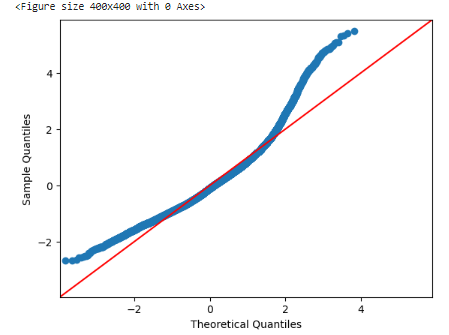 <Figure size 400x400 with 0 Axes>
4
2
0
−2
Sample Quantiles
−2
0
2
4
Theoretical Quantiles